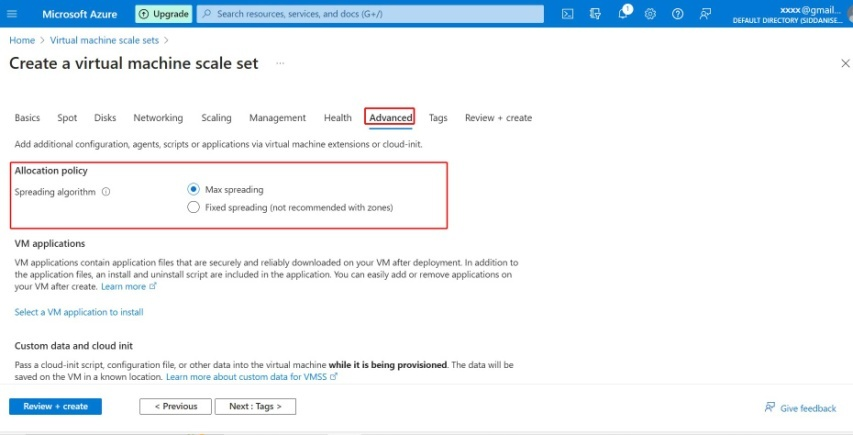 Microsoft Azure
Upgrade
Search resources, services, and docs (G+/)
1
xxxx@gmail...
DEFAULT DIRECTORY (SIDDANISE...
Home > Virtual machine scale sets >
Create a virtual machine scale set ...
Basics Spot Disks Networking Scaling Management Health Advanced Tags Review + create
Add additional configuration, agents, scripts or applications via virtual machine extensions or cloud-init.
Allocation policy
Spreading algorithm
Max spreading
Fixed spreading (not recommended with zones)
VM applications
VM applications contain application files that are securely and reliably downloaded on your VM after deployment. In addition to
the application files, an install and uninstall script are included in the application. You can easily add or remove applications on
your VM after create. Learn more
Select a VM application to install
Custom data and cloud init
Pass a cloud-init script, configuration file, or other data into the virtual machine while it is being provisioned. The data will be
saved on the VM in a known location. Learn more about custom data for VMSS
Review + create
< Previous
Next : Tags >
Give feedback